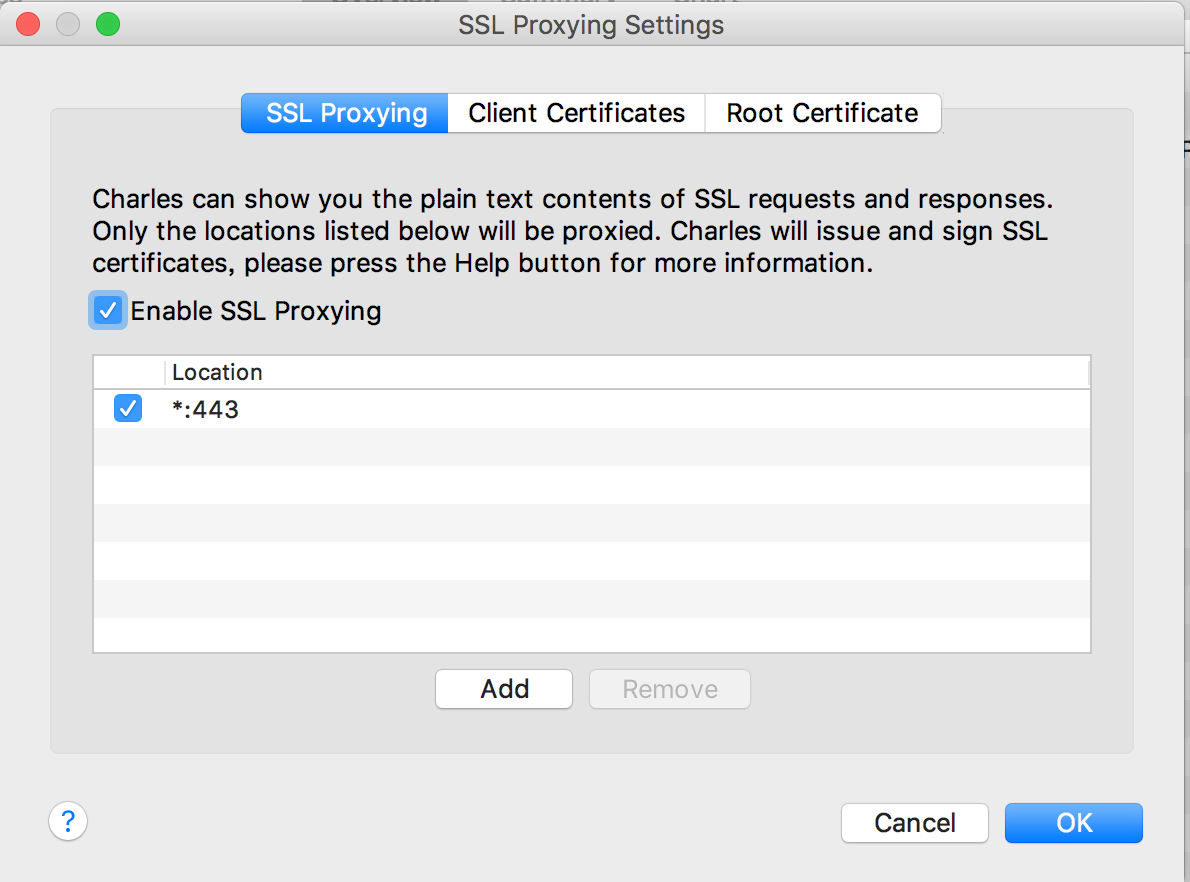 SSL Proxying Settings
SSL Proxying
Client Certificates
Root Certificate
Charles can show you the plain text contents of SSL requests and responses.
Only the locations listed below will be proxied. Charles will issue and sign SSL
certificates, please press the Help button for more information.
Enable SSL Proxying
Location
*:443
Add
Remove
?
Cancel
OK